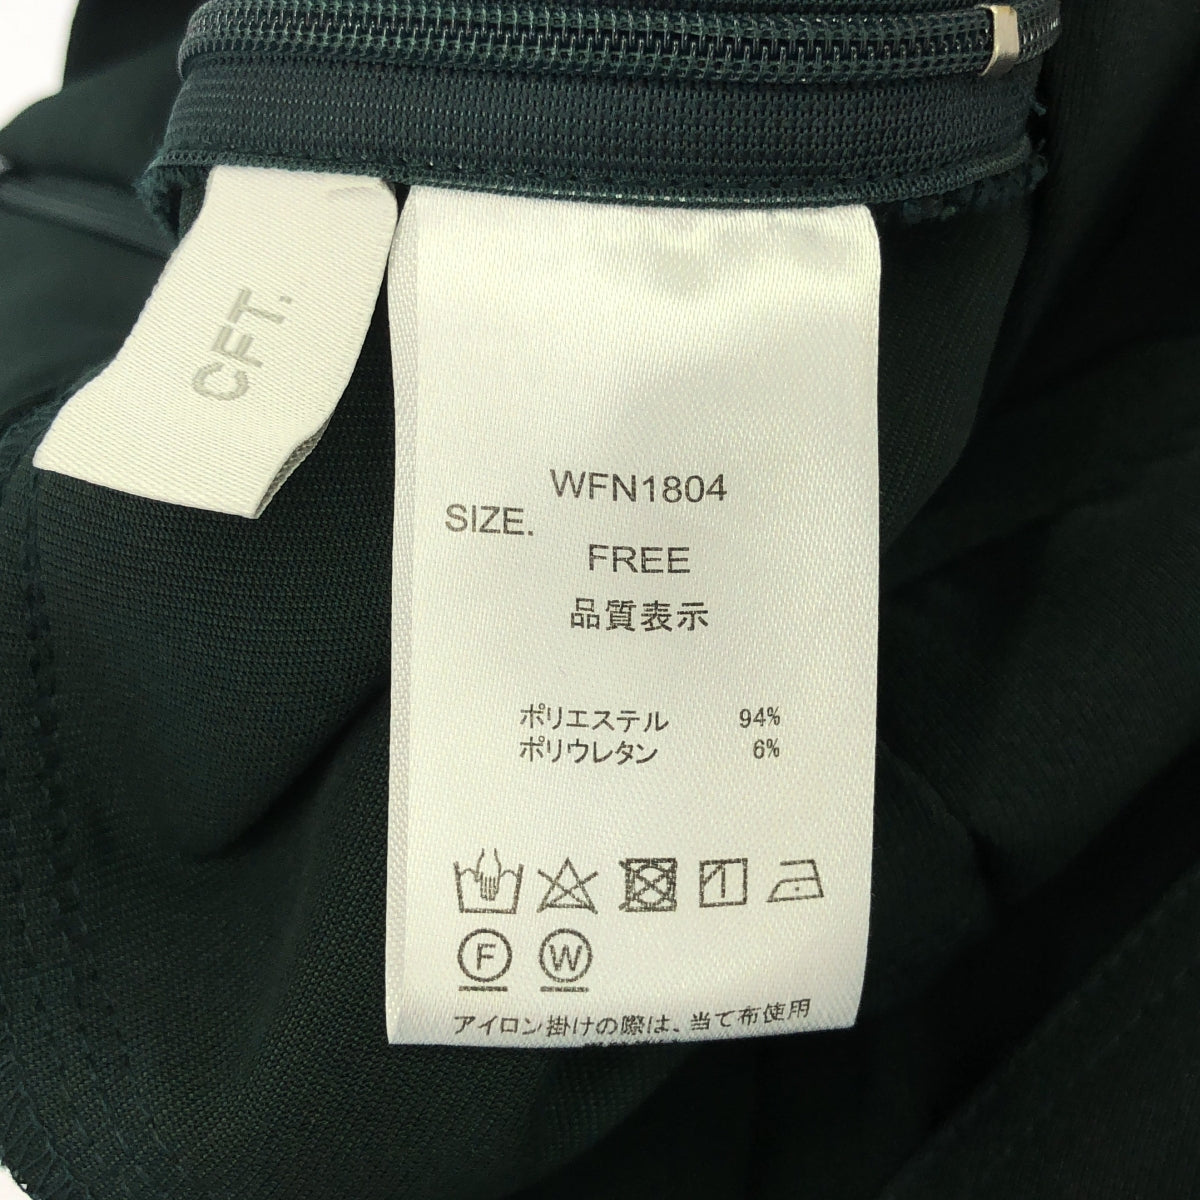 CFT.
WFN1804
SIZE.
FREE
品質表示
ポリエステル 94%
ポリウレタン 6%
F W
アイロン掛けの際は、当て布使用